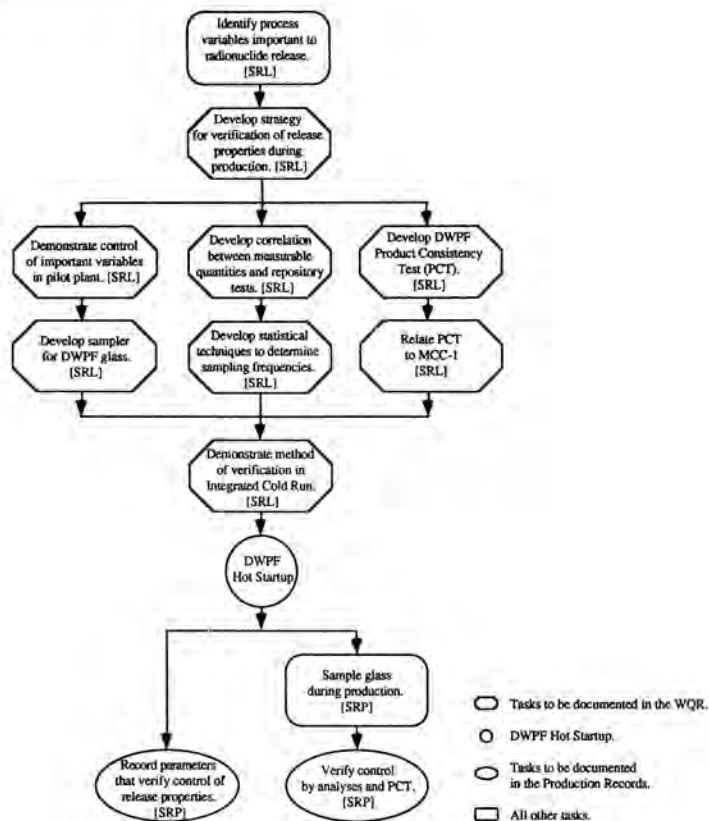 Identify process
variables important to
radionuclide release.
[SRL]
Develop strategy
for verification of release
properties during
production. [SRL]
Demonstrate control
of important variables
in pilot plant. [SRL]
Develop correlation
between measurable
quantities and repository
tests. [SRL]
Develop DWPF
Product Consistency
Test (PCT).
[SRL]
Develop sampler
for DWPF glass.
[SRL]
Develop statistical
techniques to determine
sampling frequencies.
[SRL]
Relate PCT
to MCC-1
[SRL]
Demonstrate method
of verification in
Integrated Cold Run.
[SRL]
DWPF
Hot Startup
Sample glass
during production.
[SRP]
Record parameters
that verify control of
release properties.
[SRP]
Verify control
by analyses and PCT.
[SRP]
Tasks to be documented in the WQR.
DWPF Hot Startup.
Tasks to be documented
in the Production Records.
All other tasks.